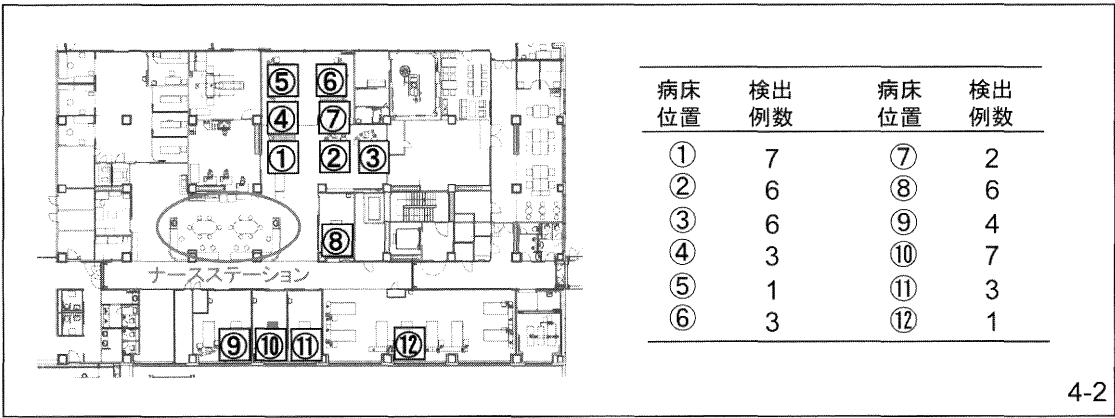 ⑤ ⑥
④ ⑦
① ② ③
⑧
ナースステーション
⑨ ⑩ ⑪ ⑫
病床位置 検出例数 病床位置 検出例数
① 7 ⑦ 2
② 6 ⑧ 6
③ 6 ⑨ 4
④ 3 ⑩ 7
⑤ 1 ⑪ 3
⑥ 3 ⑫ 1
4-2